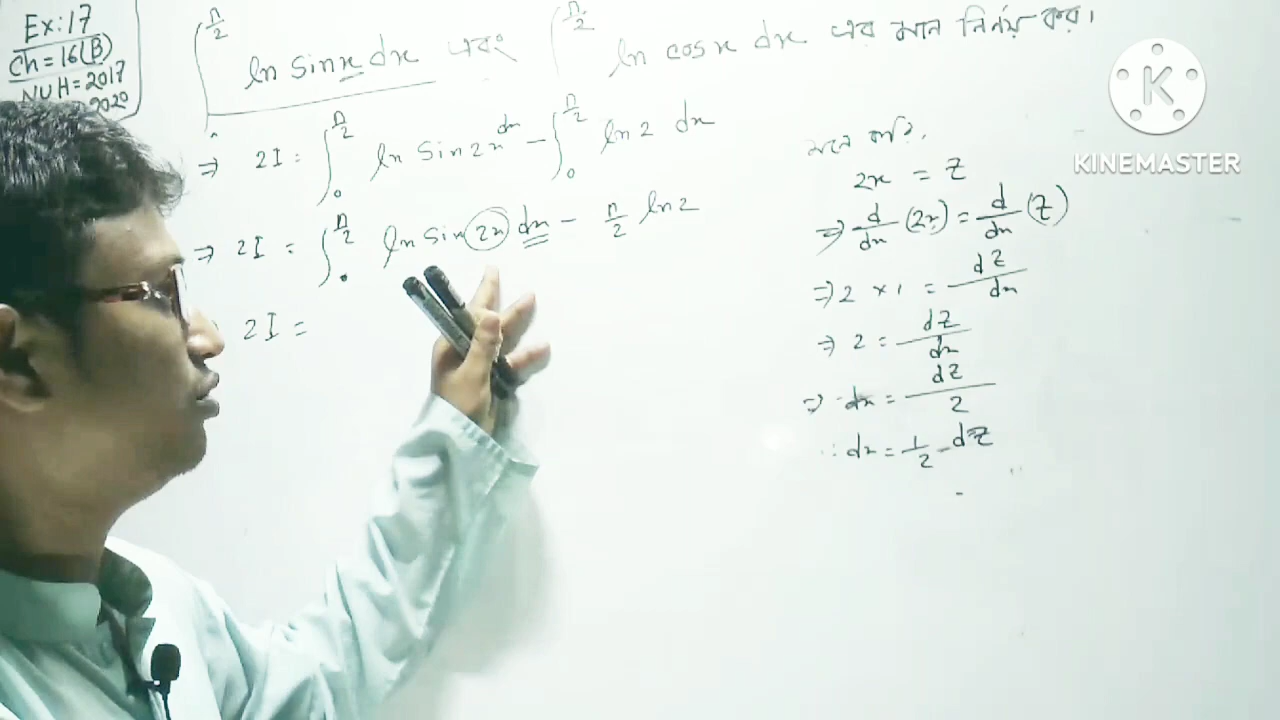 Ex:17
Ch=16(B)
NUH=2017
2020
∫ π/2 ln sinx dx এবং ∫ π/2 ln cosx dx এর মান নির্ণয় কর।
⇒ 2I = ∫₀ π/2 ln sin2x dx − ∫₀ π/2 ln2 dx
⇒ 2I = ∫₀ π/2 ln sin 2x dx − π/2 ln2
2I =
মনে করি,
2x = Z
⇒ d/dx (2x) = d/dx (Z)
⇒ 2 × 1 = dZ/dx
⇒ 2 = dZ/dx
⇒ dx = dZ/2
∴ dx = 1/2 dZ
K
KINEMASTER